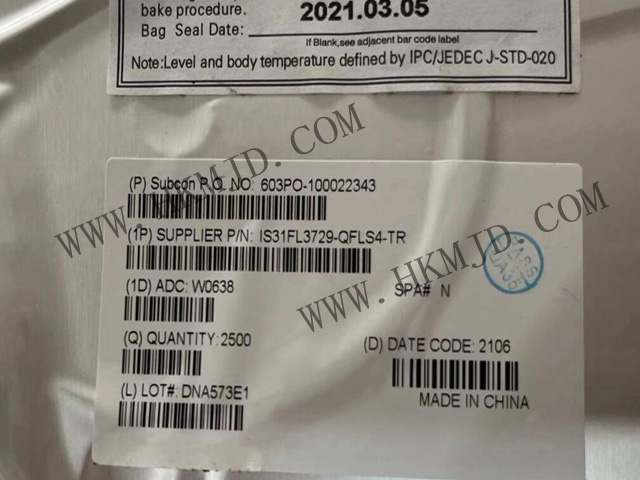 bake procedure.
2021.03.05
Bag Seal Date:
If Blank,see adjacent bar code label
Note:Level and body temperature defined by IPC/JEDEC J-STD-020
(P) Subcon P.O. NO: 603PO-100022343
(1P) SUPPLIER P/N: IS31FL3729-QFLS4-TR
(1D) ADC: W0638
SPA# N
(Q) QUANTITY: 2500
(D) DATE CODE: 2106
(L) LOT#: DNA573E1
MADE IN CHINA
WWW.HKMJD.COM
WWW.HKMJD.COM